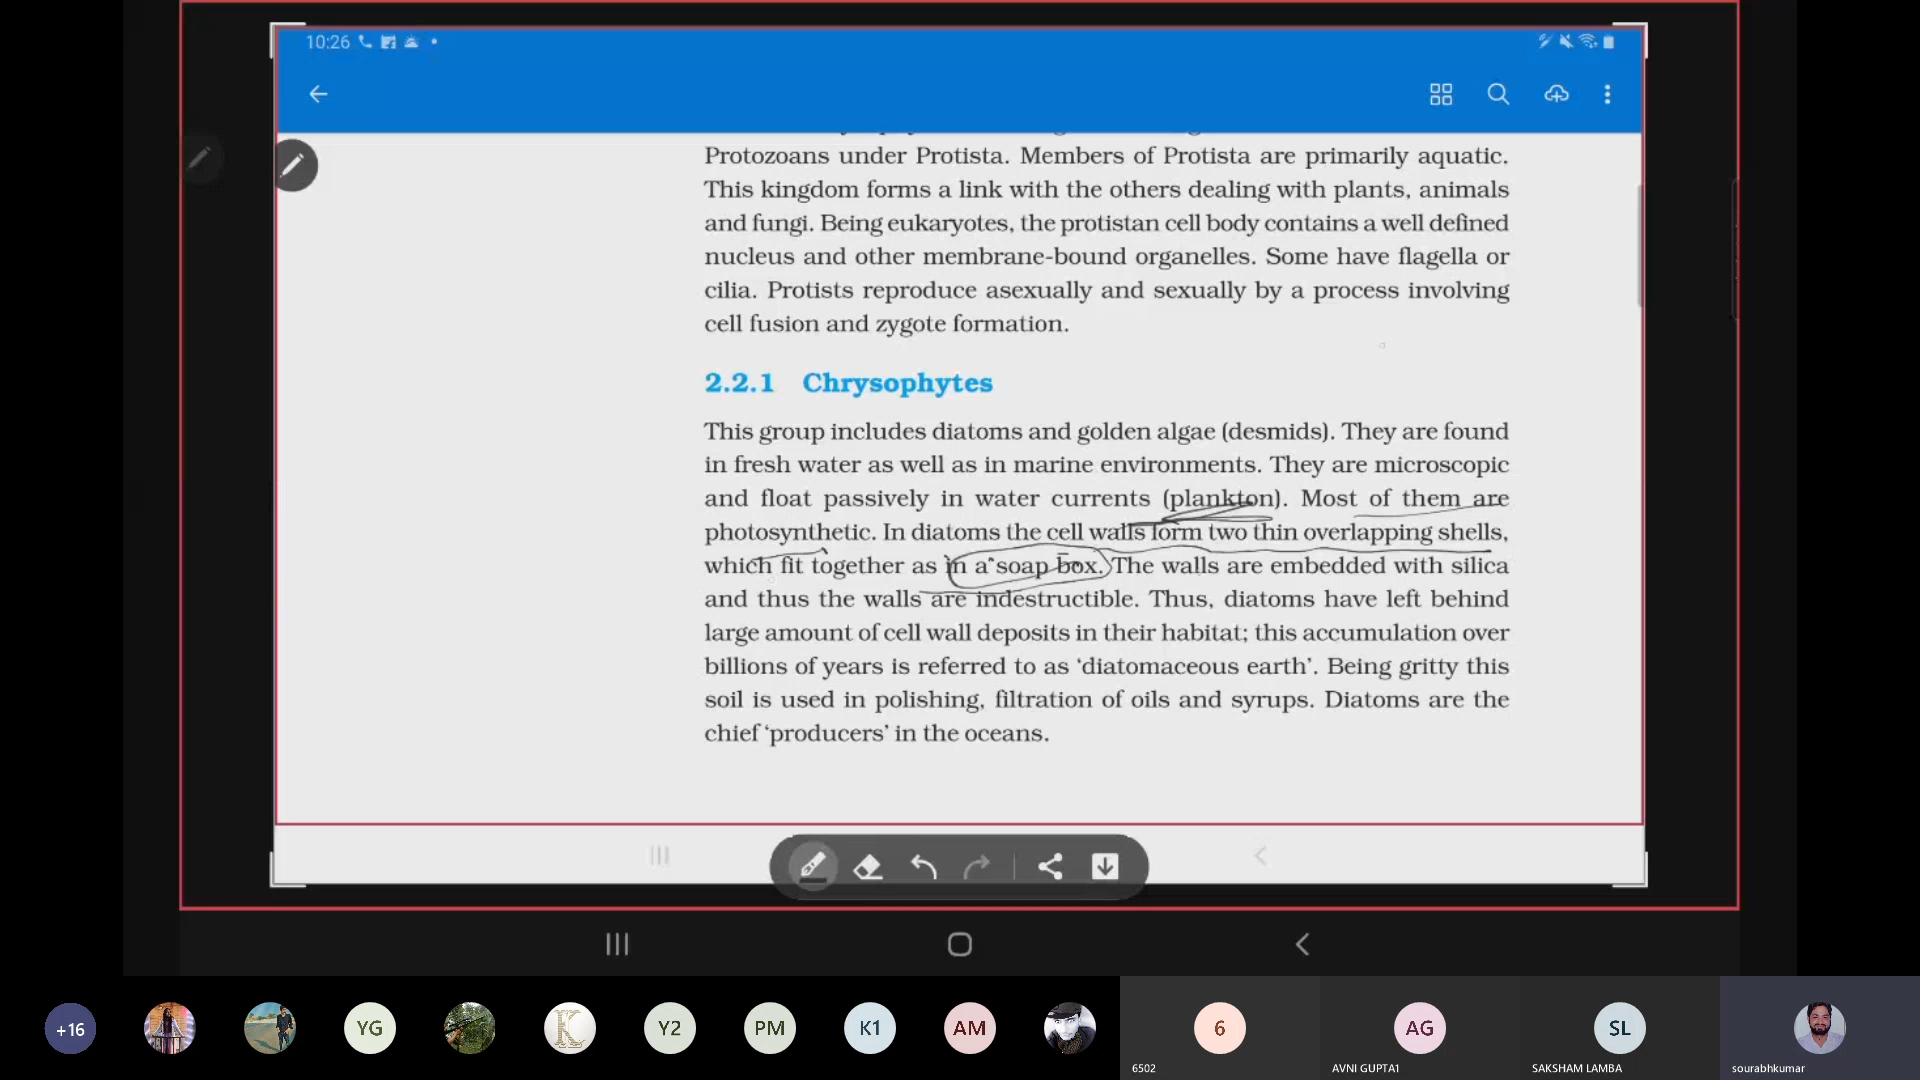 10:26
Protozoans under Protista. Members of Protista are primarily aquatic.
This kingdom forms a link with the others dealing with plants, animals
and fungi. Being eukaryotes, the protistan cell body contains a well defined
nucleus and other membrane-bound organelles. Some have flagella or
cilia. Protists reproduce asexually and sexually by a process involving
cell fusion and zygote formation.
2.2.1 Chrysophytes
This group includes diatoms and golden algae (desmids). They are found
in fresh water as well as in marine environments. They are microscopic
and float passively in water currents (plankton). Most of them are
photosynthetic. In diatoms the cell walls form two thin overlapping shells,
which fit together as in a soap box. The walls are embedded with silica
and thus the walls are indestructible. Thus, diatoms have left behind
large amount of cell wall deposits in their habitat; this accumulation over
billions of years is referred to as ‘diatomaceous earth’. Being gritty this
soil is used in polishing, filtration of oils and syrups. Diatoms are the
chief ‘producers’ in the oceans.
+16 YG K Y2 PM K1 AM 6 AG SL
6502 AVNI GUPTA1 SAKSHAM LAMBA sourabhkumar